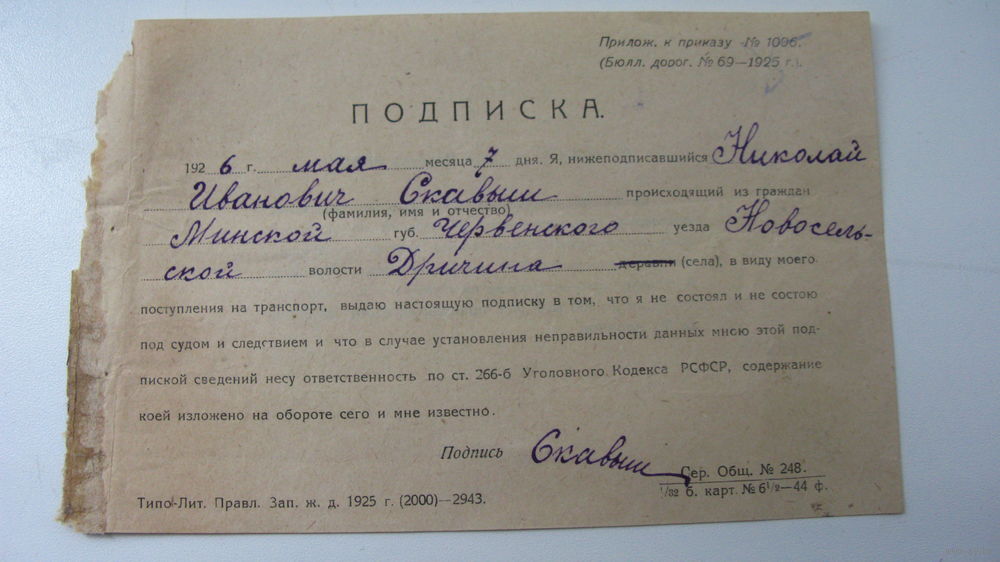 Прилож. к приказу № 1096.
(Бюлл. дорог. № 69—1925 г.).
ПОДПИСКА.
1926 г. мая месяца 7 дня. Я, нижеподписавшийся Николай
Иванович Скавыш происходящий из граждан
(фамилия, имя и отчество)
Минской губ. Червенского уезда Новосель-
ской волости Дричина деревни (села), в виду моего
поступления на транспорт, выдаю настоящую подписку в том, что я не состоял и не состою
под судом и следствием и что в случае установления неправильности данных мною этой под-
пиской сведений несу ответственность по ст. 266-б Уголовного Кодекса РСФСР, содержание
коей изложено на обороте сего и мне известно.
Подпись Скавыш
Сер. Общ. № 248.
1/32 б. карт. № 6 1/2—44 ф.
Типо-Лит. Правл. Зап. ж. д. 1925 г. (2000)—2943.